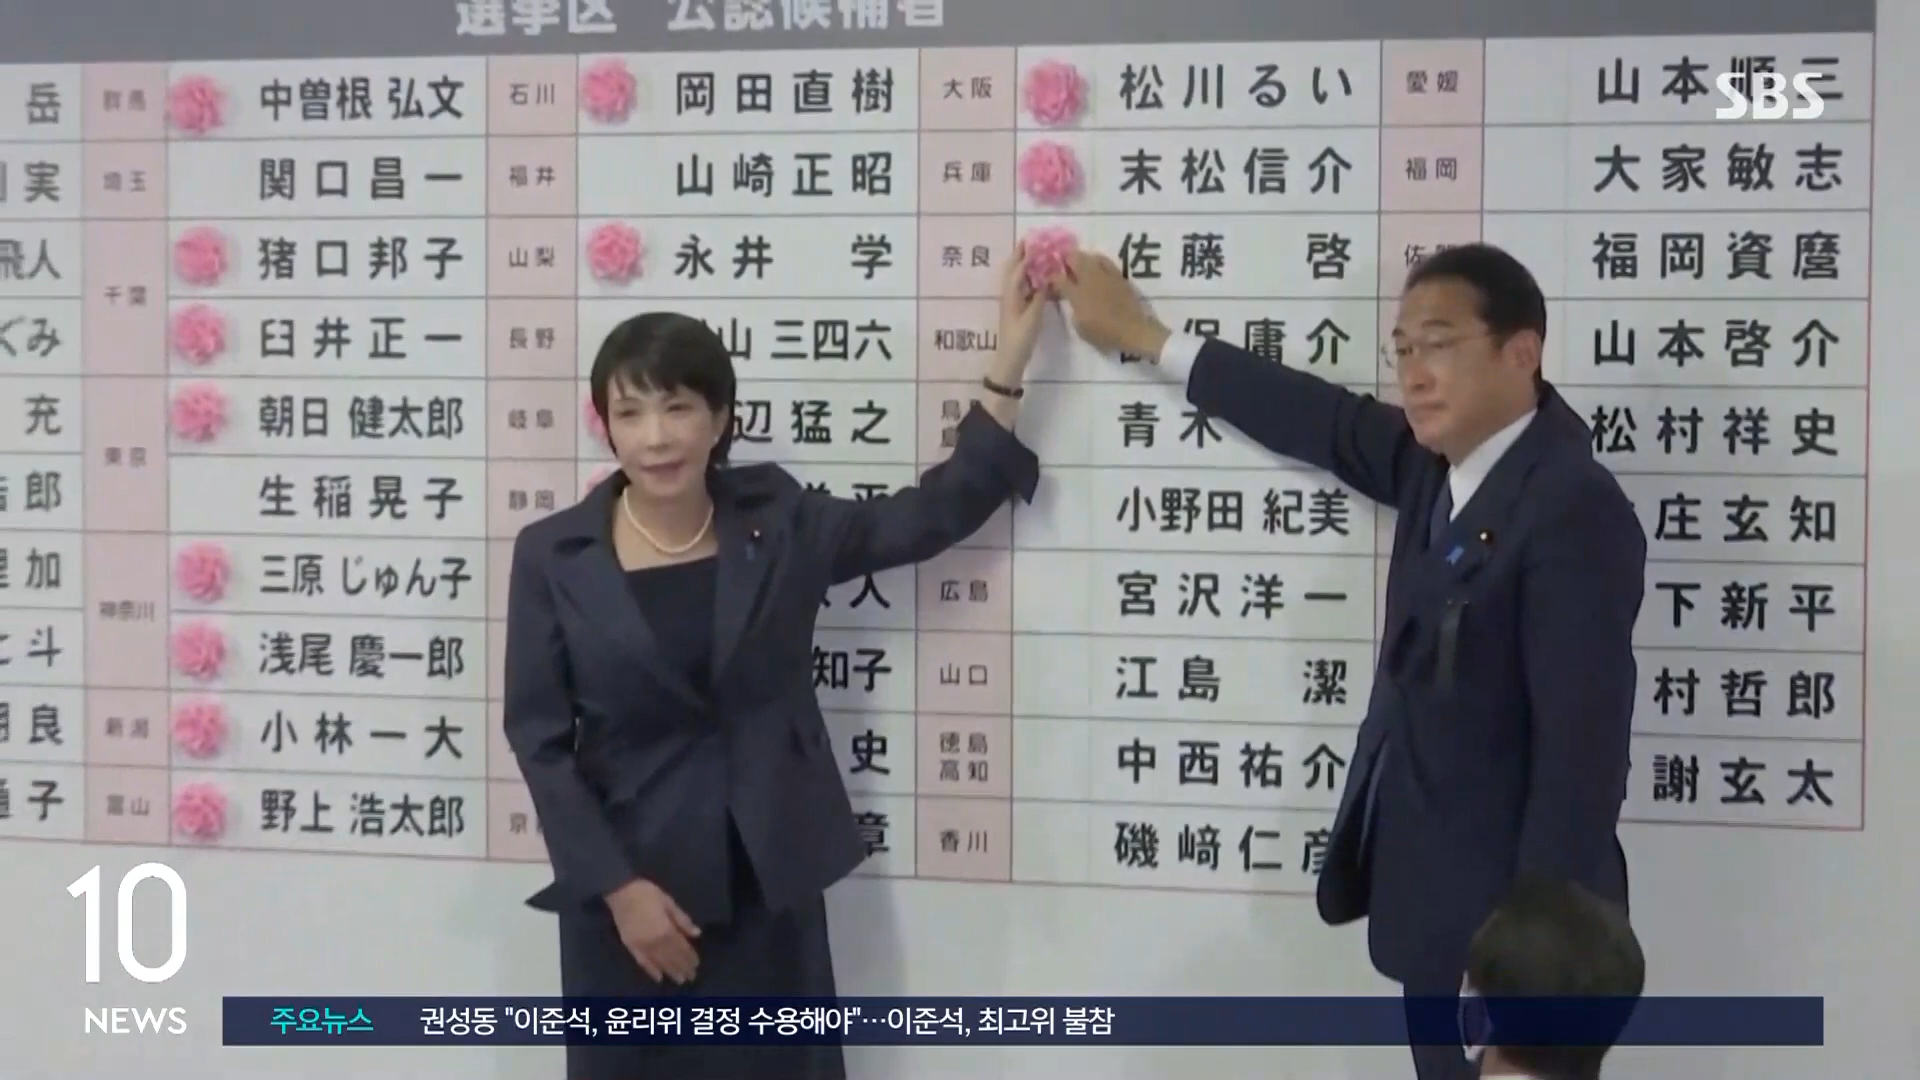 選挙区 公認候補者
SBS
岳
群馬 中曽根 弘文
石川 岡田 直樹
大阪 松川 るい
愛媛 山本 順三
実
埼玉 関口 昌一
福井 山崎 正昭
兵庫 末松 信介
福岡 大家 敏志
飛人
千葉 猪口 邦子
山梨 永井 学
奈良 佐藤 啓
佐 福岡 資麿
ぐみ
臼井 正一
長野 山 三四六
和歌山 庸介
山本 啓介
充
東京 朝日 健太郎
岐阜 辺 猛之
鳥 島 青木
松村 祥史
郎
生稲 晃子
静岡 平
小野田 紀美
庄 玄知
加
神奈川 三原 じゅん子
人
広島 宮沢 洋一
下 新平
斗
浅尾 慶一郎
知子
山口 江島 潔
村 哲郎
良
新潟 小林 一大
史
徳島 高知 中西 祐介
謝 玄太
子
富山 野上 浩太郎
京 章
香川 磯﨑 仁彦
10
NEWS
주요뉴스 권성동 "이준석, 윤리위 결정 수용해야"…이준석, 최고위 불참